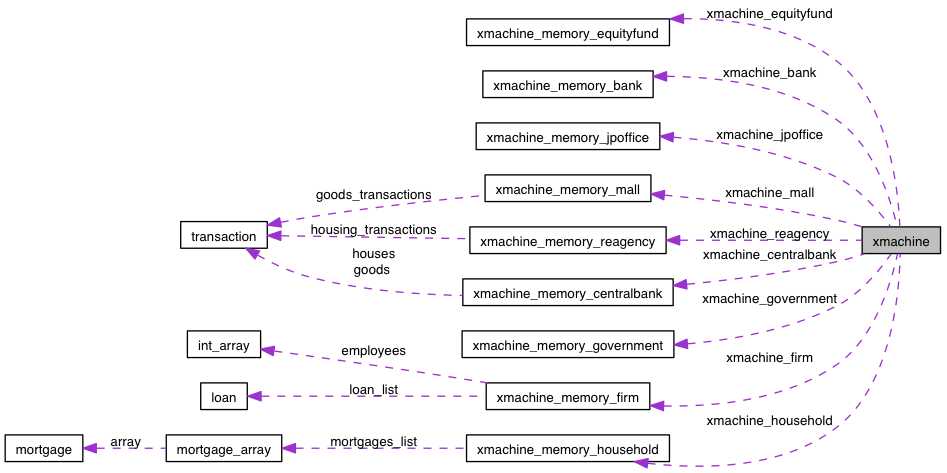 xmachine_equityfund
xmachine_memory_equityfund
xmachine_bank
xmachine_memory_bank
xmachine_memory_jpoffice
xmachine_jpoffice
goods_transactions
xmachine_memory_mall
xmachine_mall
transaction
housing_transactions
xmachine_memory_reagency
xmachine_reagency
xmachine
houses
goods
xmachine_centralbank
xmachine_memory_centralbank
xmachine_government
int_array
employees
xmachine_memory_government
xmachine_firm
loan
loan_list
xmachine_memory_firm
xmachine_household
mortgage
array
mortgage_array
mortgages_list
xmachine_memory_household